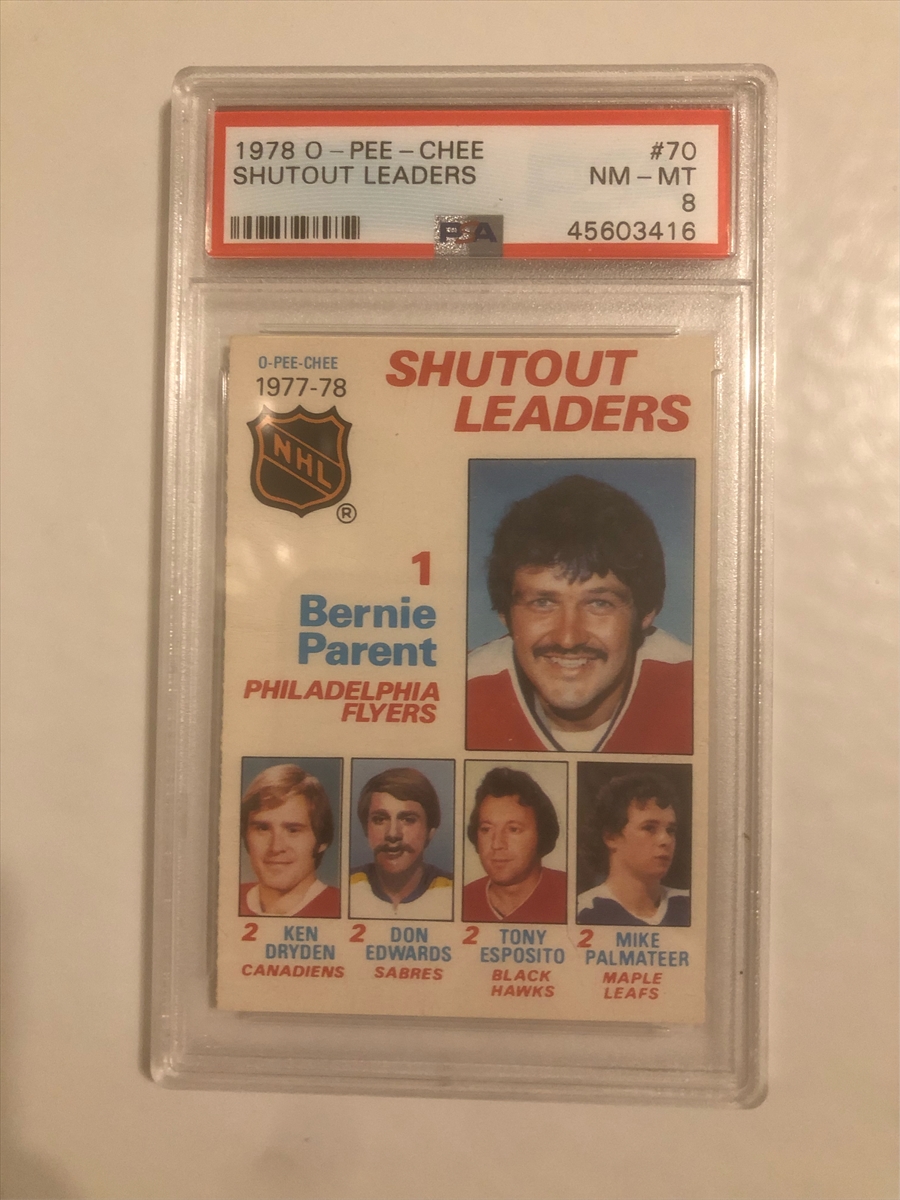 1978 O-PEE-CHEE #70
SHUTOUT LEADERS NM-MT
8
PSA 45603416
O-PEE-CHEE
1977-78
SHUTOUT
LEADERS
NHL
®
1
Bernie
Parent
PHILADELPHIA
FLYERS
2 KEN
DRYDEN
CANADIENS
2 DON
EDWARDS
SABRES
2 TONY
ESPOSITO
BLACK
HAWKS
2 MIKE
PALMATEER
MAPLE
LEAFS